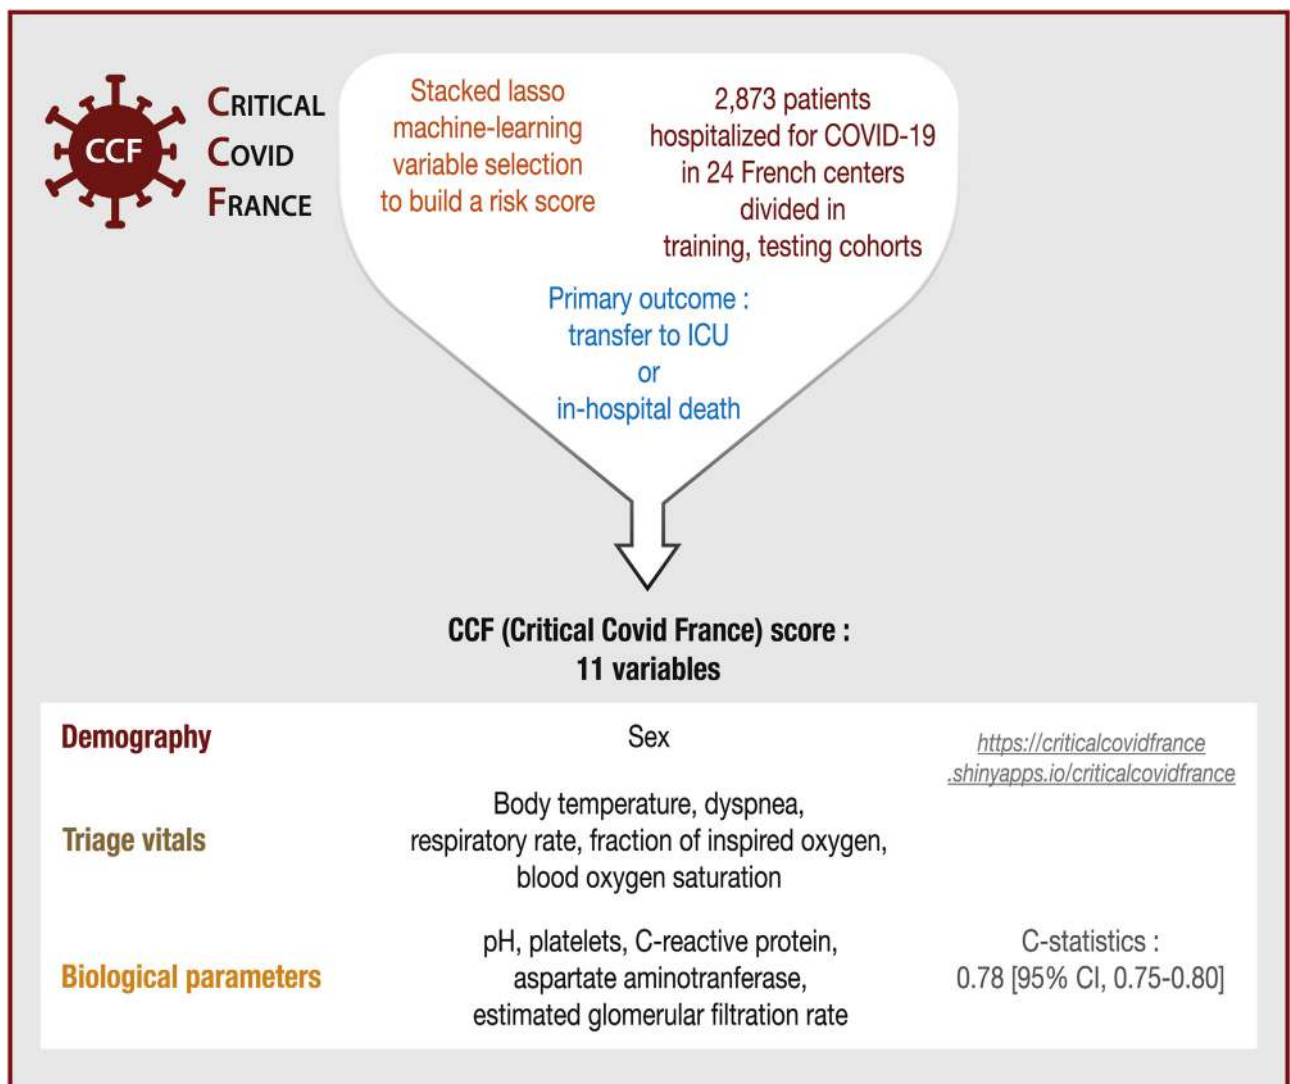 CCF
CRITICAL
COVID
FRANCE
Stacked lasso
machine-learning
variable selection
to build a risk score
2,873 patients
hospitalized for COVID-19
in 24 French centers
divided in
training, testing cohorts
Primary outcome :
transfer to ICU
or
in-hospital death
CCF (Critical Covid France) score :
11 variables
Demography
Sex
https://criticalcovidfrance
.shinyapps.io/criticalcovidfrance
Triage vitals
Body temperature, dyspnea,
respiratory rate, fraction of inspired oxygen,
blood oxygen saturation
Biological parameters
pH, platelets, C-reactive protein,
aspartate aminotranferase,
estimated glomerular filtration rate
C-statistics :
0.78 [95% CI, 0.75-0.80]